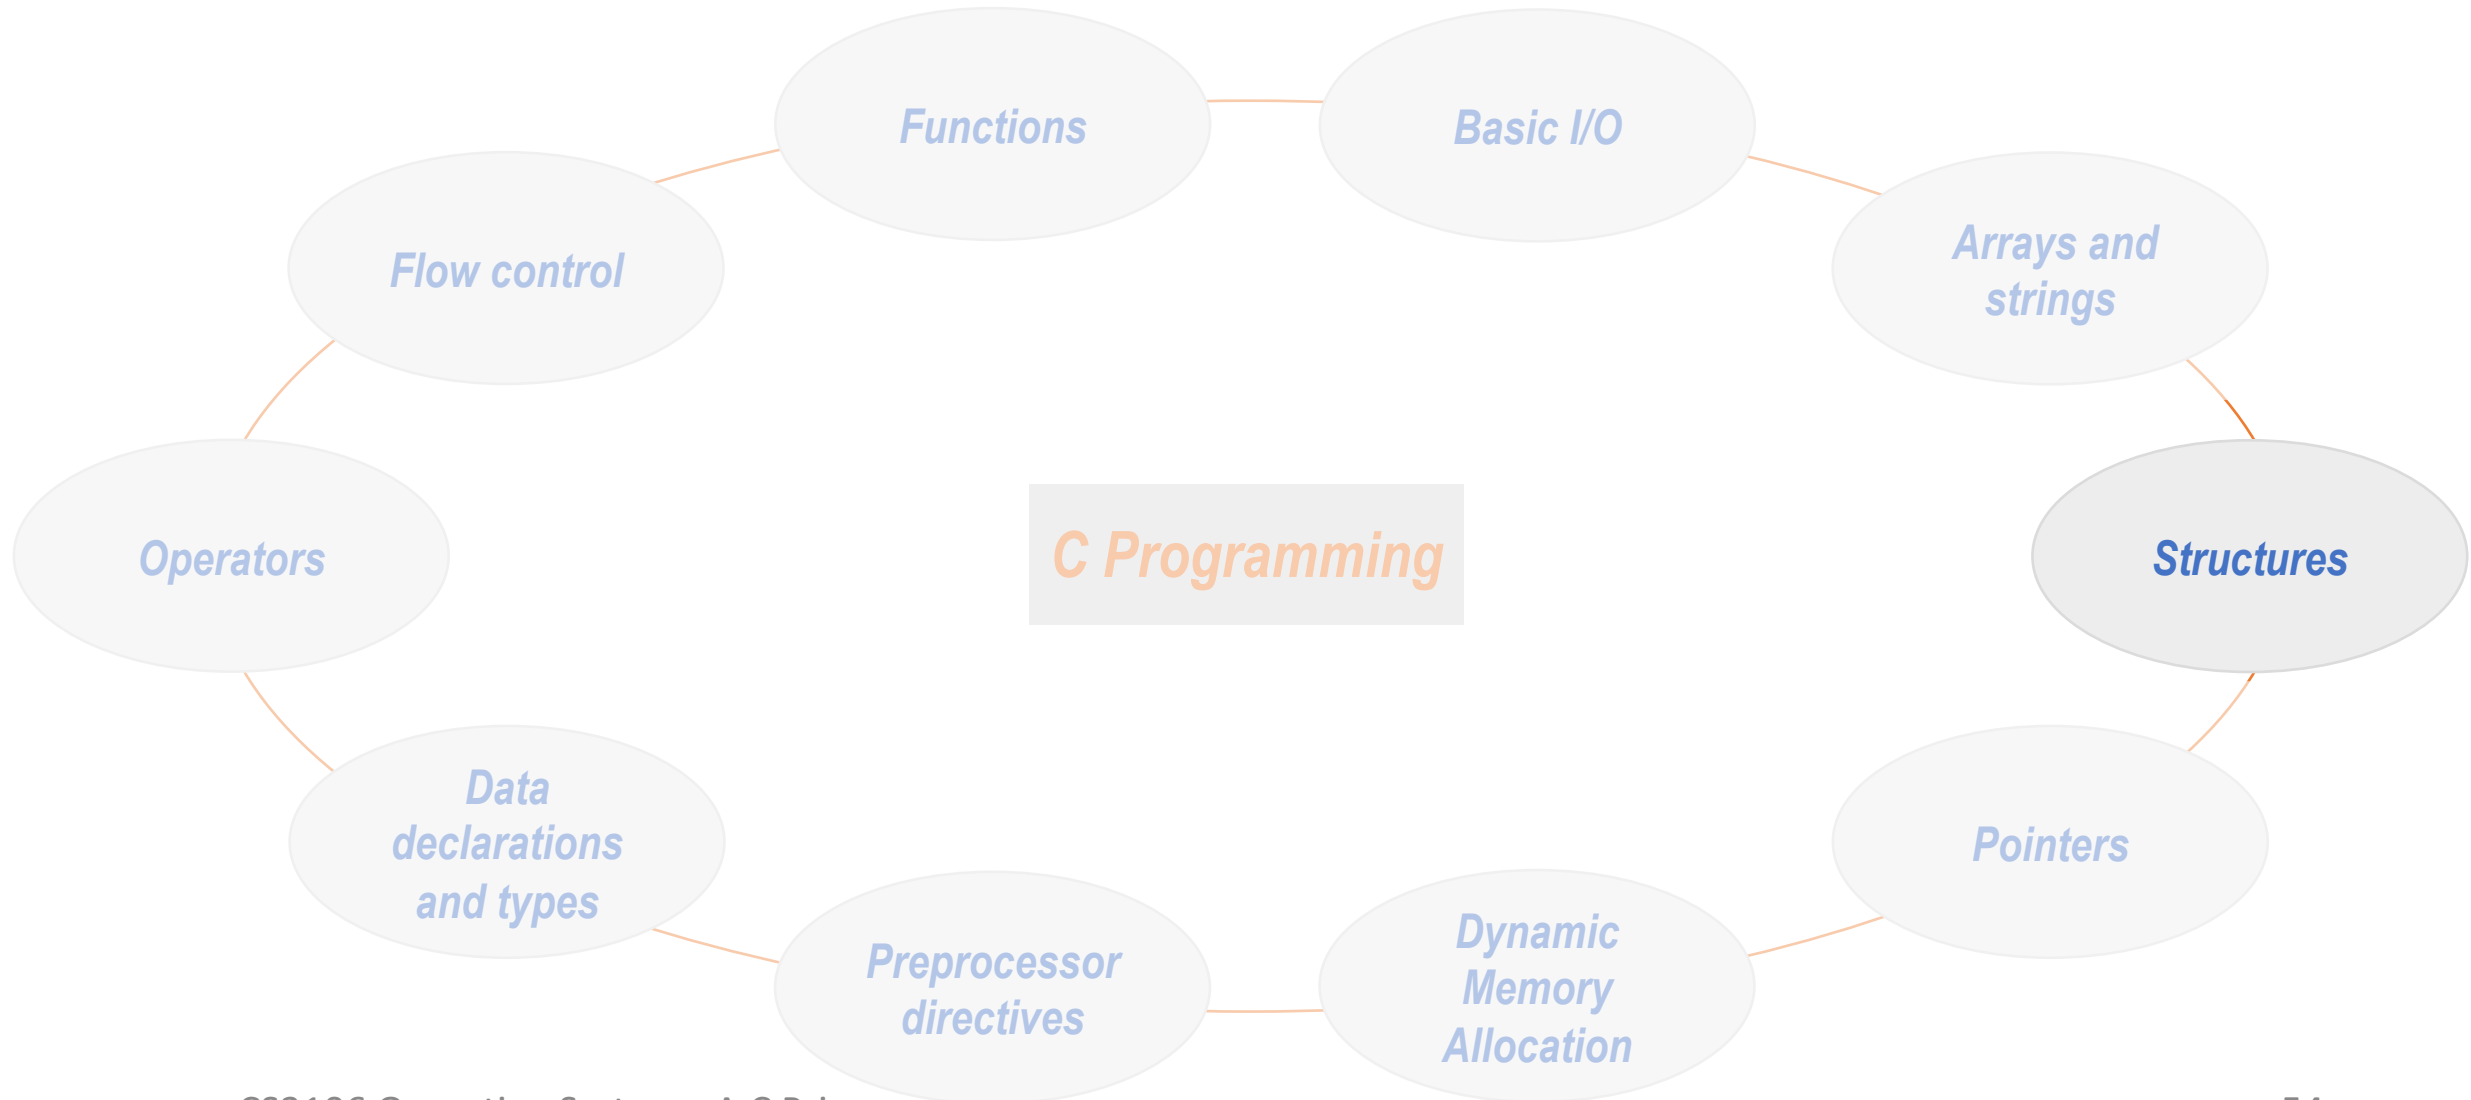 Functions
Basic I/O
Flow control
Arrays and
strings
Operators
C Programming
Structures
Data
declarations
and types
Pointers
Preprocessor
directives
Dynamic
Memory
Allocation